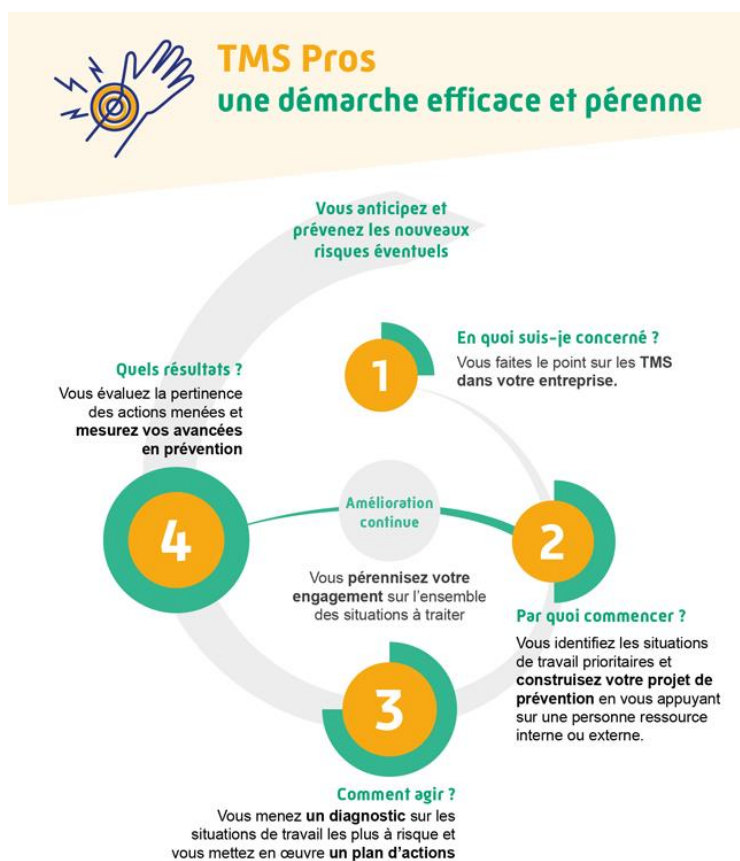 TMS Pros
une démarche efficace et pérenne
Vous anticipez et
prévenez les nouveaux
risques éventuels
1
En quoi suis-je concerné ?
Vous faites le point sur les TMS
dans votre entreprise.
Quels résultats ?
Vous évaluez la pertinence
des actions menées et
mesurez vos avancées
en prévention
4
Amélioration
continue
2
Vous pérennisez votre
engagement sur l'ensemble
des situations à traiter
Par quoi commencer ?
Vous identifiez les situations
de travail prioritaires et
construisez votre projet de
prévention en vous appuyant
sur une personne ressource
interne ou externe.
3
Comment agir ?
Vous menez un diagnostic sur les
situations de travail les plus à risque et
vous mettez en œuvre un plan d'actions